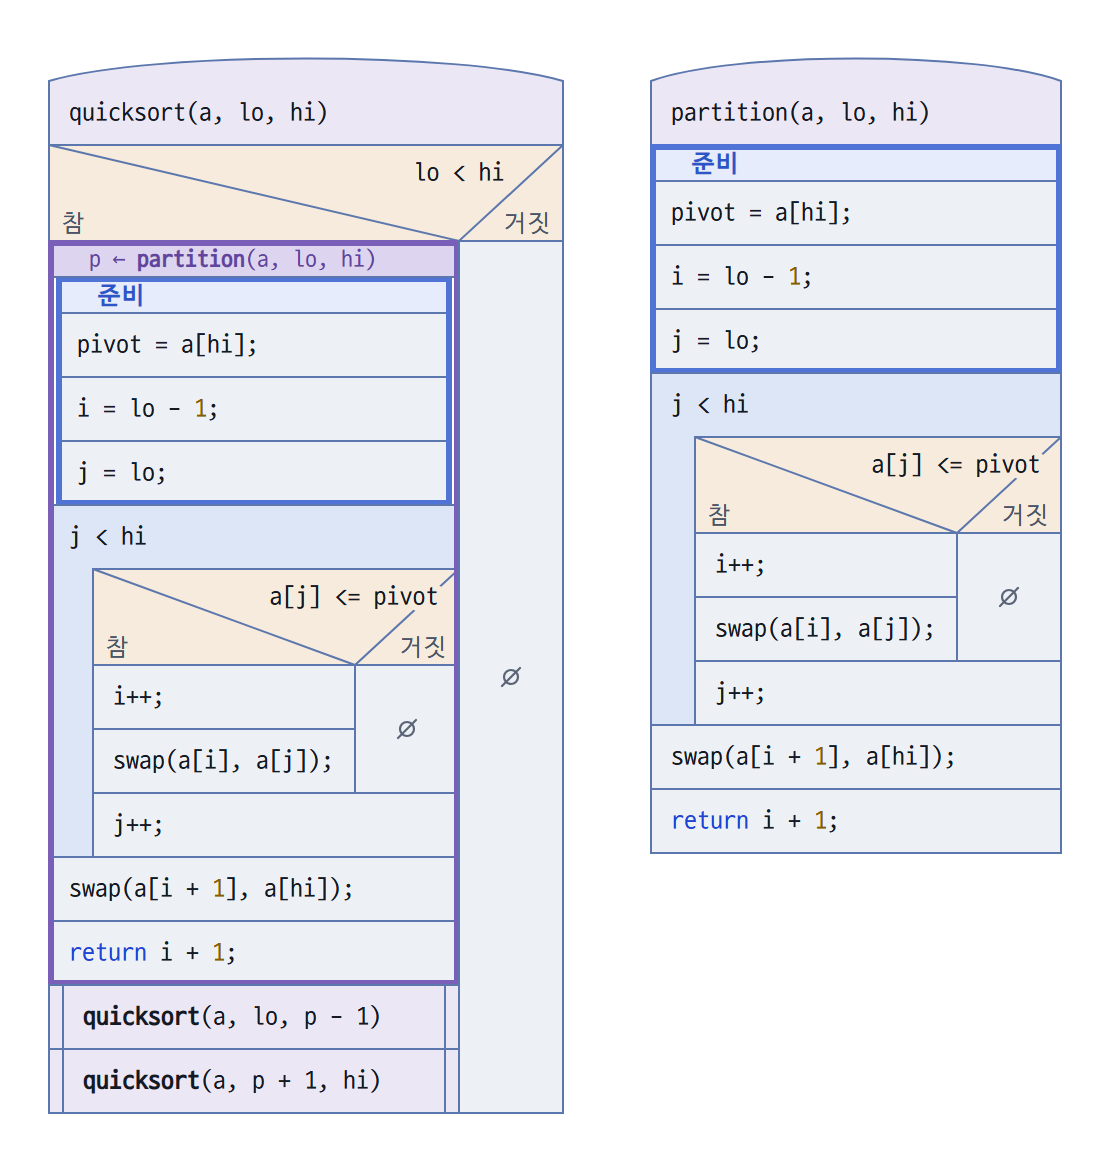 quicksort(a, lo, hi)
lo < hi
참
거짓
p ← partition(a, lo, hi)
준비
pivot = a[hi];
i = lo - 1;
j = lo;
j < hi
a[j] <= pivot
참
거짓
i++;
∅
swap(a[i], a[j]);
j++;
swap(a[i + 1], a[hi]);
return i + 1;
quicksort(a, lo, p - 1)
quicksort(a, p + 1, hi)
∅
partition(a, lo, hi)
준비
pivot = a[hi];
i = lo - 1;
j = lo;
j < hi
a[j] <= pivot
참
거짓
i++;
∅
swap(a[i], a[j]);
j++;
swap(a[i + 1], a[hi]);
return i + 1;